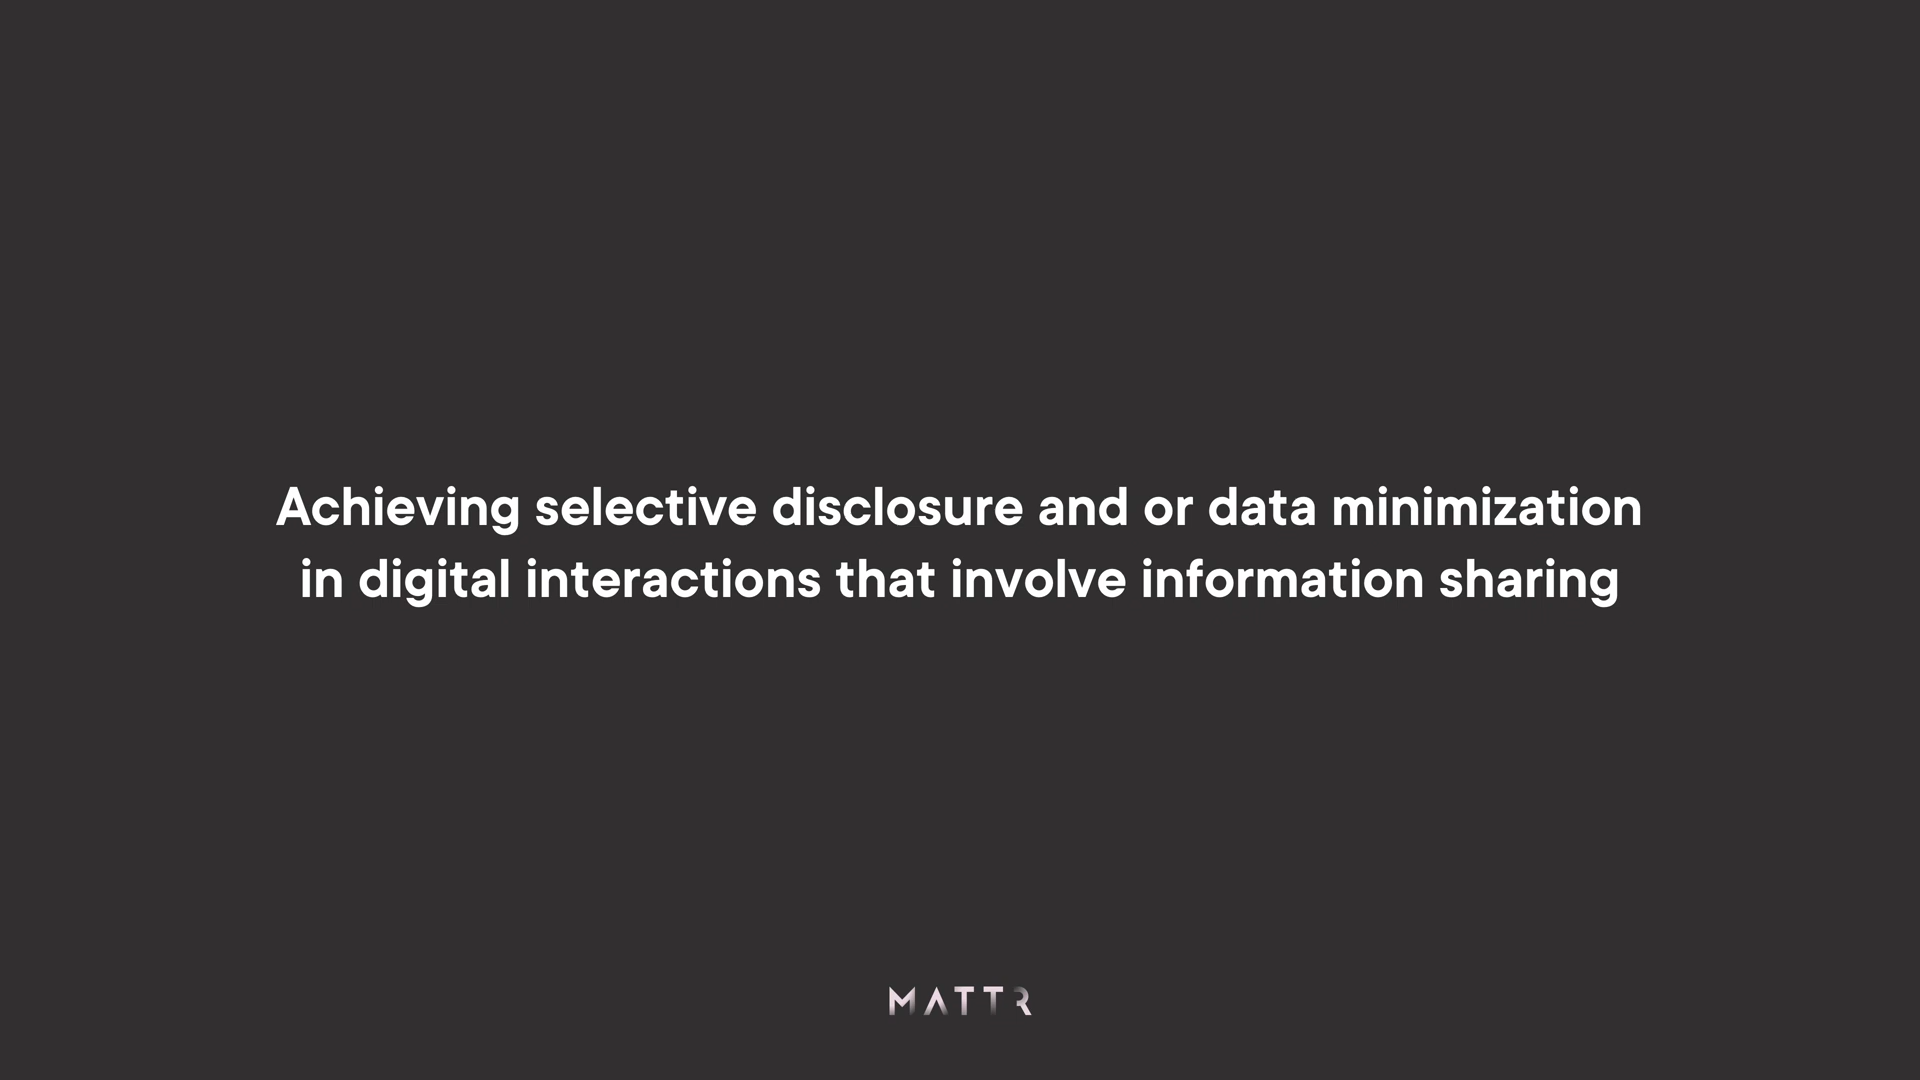 Achieving selective disclosure and or data minimization
in digital interactions that involve information sharing
MATTR